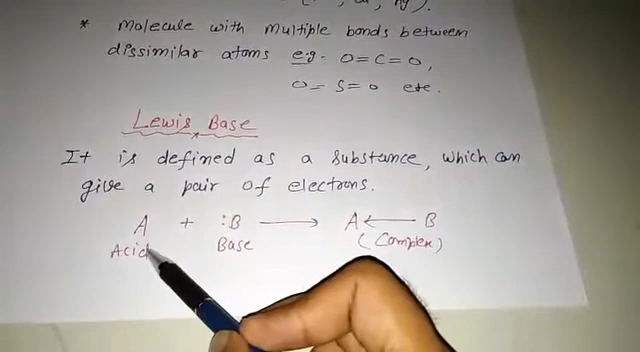 * Molecule with multiple bonds between
dissimilar atoms e.g- O=C=O,
O=S=O etc.
Lewis Base
It is defined as a substance, which can
give a pair of electrons.
A + :B ⟶ A ⟵ B
Acid Base (Complex)